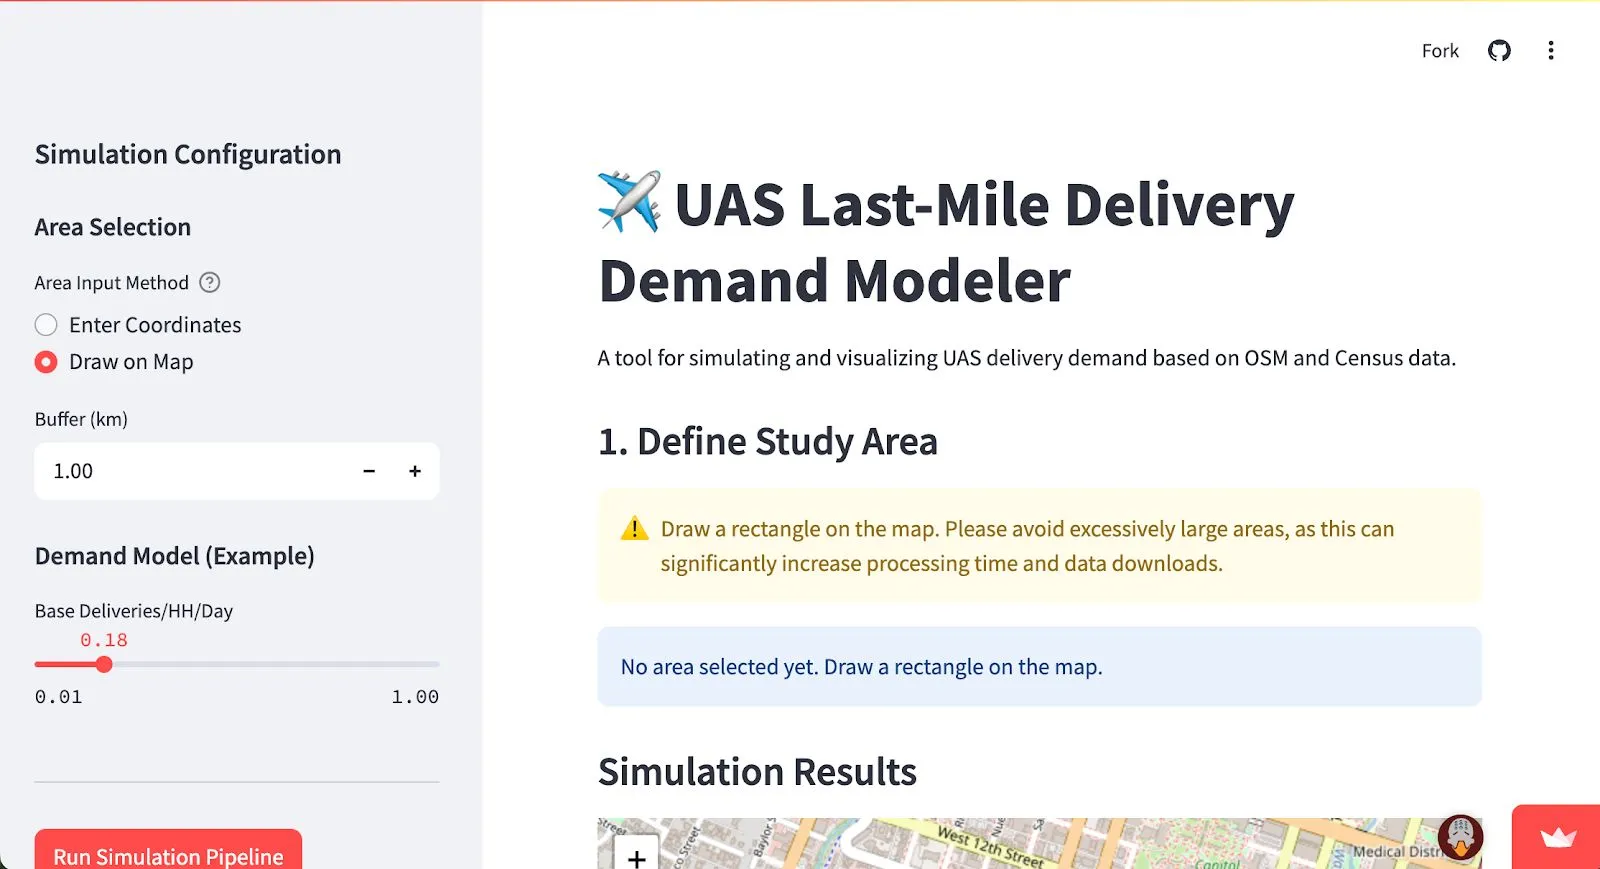 Fork
Simulation Configuration
Area Selection
Area Input Method
Enter Coordinates
Draw on Map
Buffer (km)
1.00
Demand Model (Example)
Base Deliveries/HH/Day
0.18
0.01 1.00
Run Simulation Pipeline
UAS Last-Mile Delivery
Demand Modeler
A tool for simulating and visualizing UAS delivery demand based on OSM and Census data.
1. Define Study Area
Draw a rectangle on the map. Please avoid excessively large areas, as this can
significantly increase processing time and data downloads.
No area selected yet. Draw a rectangle on the map.
Simulation Results
+
West 12th Street
Capitol
Medical